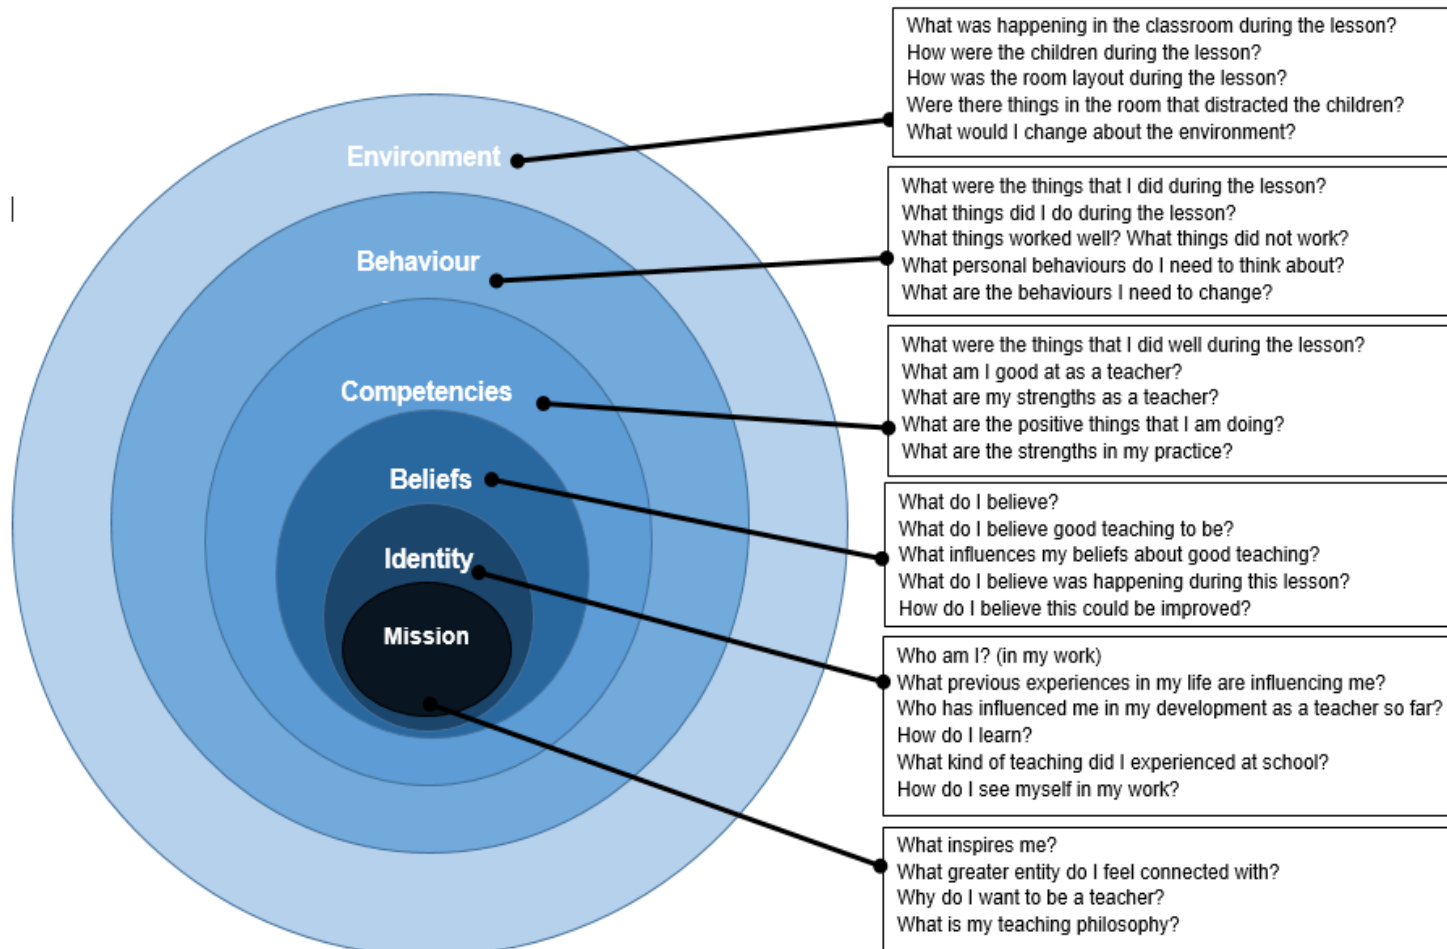 Environment
Behaviour
Competencies
Beliefs
Identity
Mission
What was happening in the classroom during the lesson?
How were the children during the lesson?
How was the room layout during the lesson?
Were there things in the room that distracted the children?
What would I change about the environment?
What were the things that I did during the lesson?
What things did I do during the lesson?
What things worked well? What things did not work?
What personal behaviours do I need to think about?
What are the behaviours I need to change?
What were the things that I did well during the lesson?
What am I good at as a teacher?
What are my strengths as a teacher?
What are the positive things that I am doing?
What are the strengths in my practice?
What do I believe?
What do I believe good teaching to be?
What influences my beliefs about good teaching?
What do I believe was happening during this lesson?
How do I believe this could be improved?
Who am I? (in my work)
What previous experiences in my life are influencing me?
Who has influenced me in my development as a teacher so far?
How do I learn?
What kind of teaching did I experienced at school?
How do I see myself in my work?
What inspires me?
What greater entity do I feel connected with?
Why do I want to be a teacher?
What is my teaching philosophy?